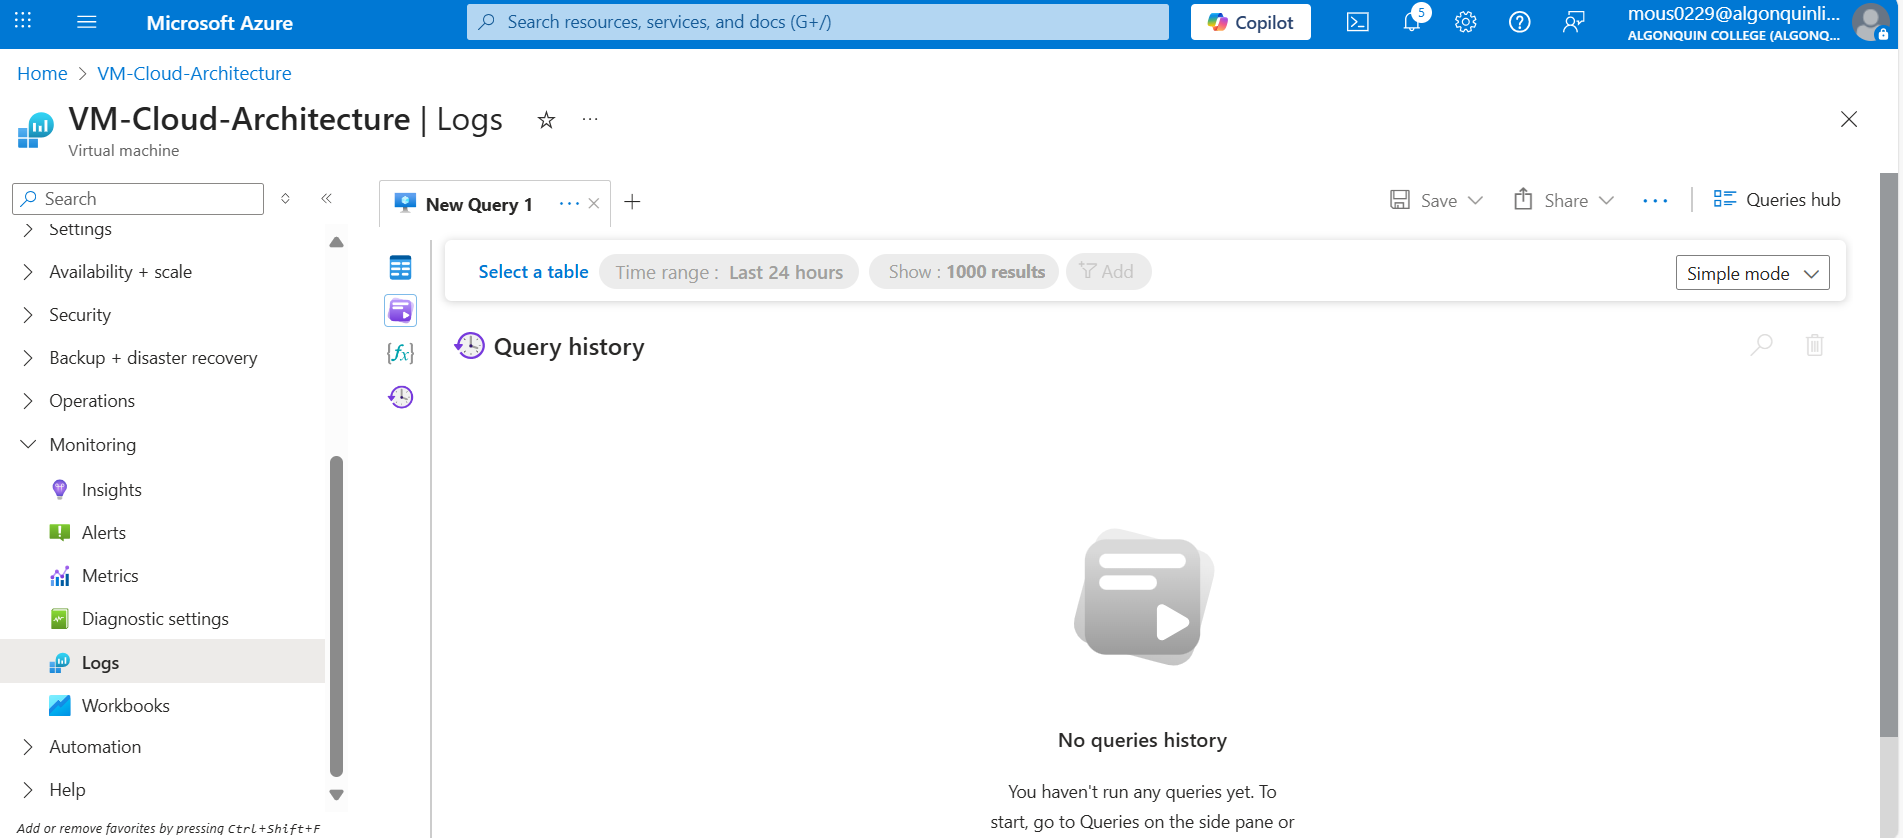 Microsoft Azure
Search resources, services, and docs (G+/)
Copilot
5
mous0229@algonquinli...
ALGONQUIN COLLEGE (ALGONQ...
Home > VM-Cloud-Architecture
VM-Cloud-Architecture | Logs
Virtual machine
Search
Settings
Availability + scale
Security
Backup + disaster recovery
Operations
Monitoring
Insights
Alerts
Metrics
Diagnostic settings
Logs
Workbooks
Automation
Help
Add or remove favorites by pressing Ctrl+Shift+F
New Query 1
Save
Share
Queries hub
Select a table
Time range : Last 24 hours
Show : 1000 results
Add
Simple mode
{fx}
Query history
No queries history
You haven't run any queries yet. To
start, go to Queries on the side pane or